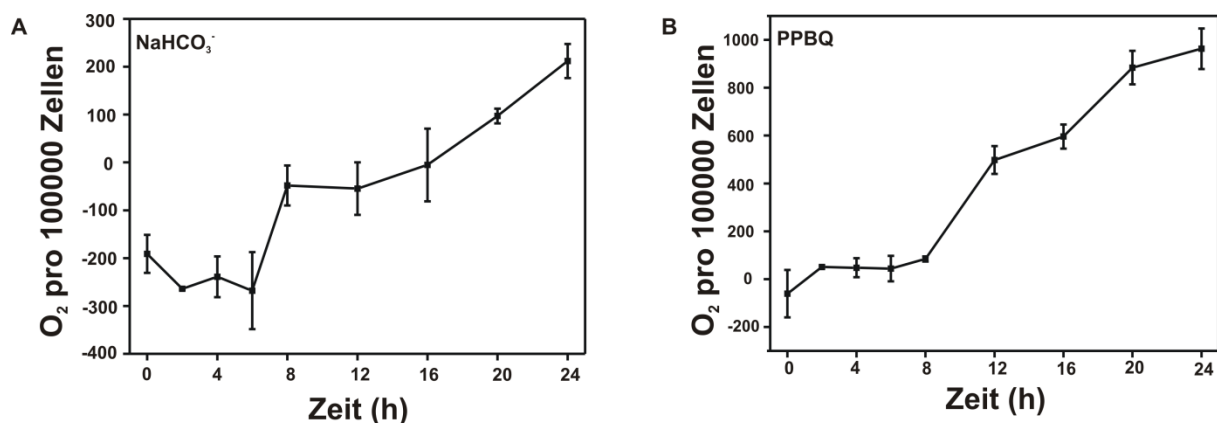 A
NaHCO₃⁻
O₂ pro 100000 Zellen
300
200
100
0
-100
-200
-300
-400
0 4 8 12 16 20 24
Zeit (h)
B
PPBQ
O₂ pro 100000 Zellen
1000
800
600
400
200
0
-200
0 4 8 12 16 20 24
Zeit (h)